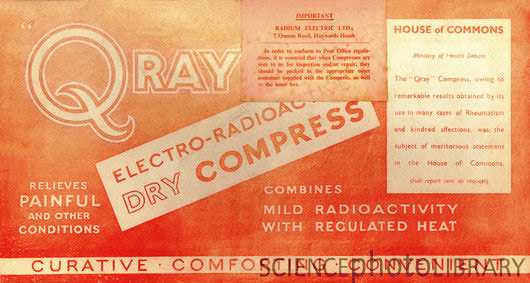 "QRAY
ELECTRO-RADIOAC
DRY COMPRESS
RELIEVES
PAINFUL
AND OTHER
CONDITIONS
COMBINES
MILD RADIOACTIVITY
WITH REGULATED HEAT
IMPORTANT
RADIUM ELECTRIC LTD.,
7 Queens Road, Haywards Heath
In order to conform to Post Office regula-
tions, it is essential that when Compresses are
sent to us for inspection and/or repair, they
should be packed in the appropriate outer
container supplied with the Compress, as well
as the inner box.
HOUSE of COMMONS
Ministry of Health Debate.
The "Qray" Compress, owing to
remarkable results obtained by its
use in many cases of Rheumatism
and kindred affections, was the
subject of meritorious statement
in the House of Commons.
(Full report sent on request)
CURATIVE · COMFORTING · CONVENIENT
SCIENCEphotoLIBRARY